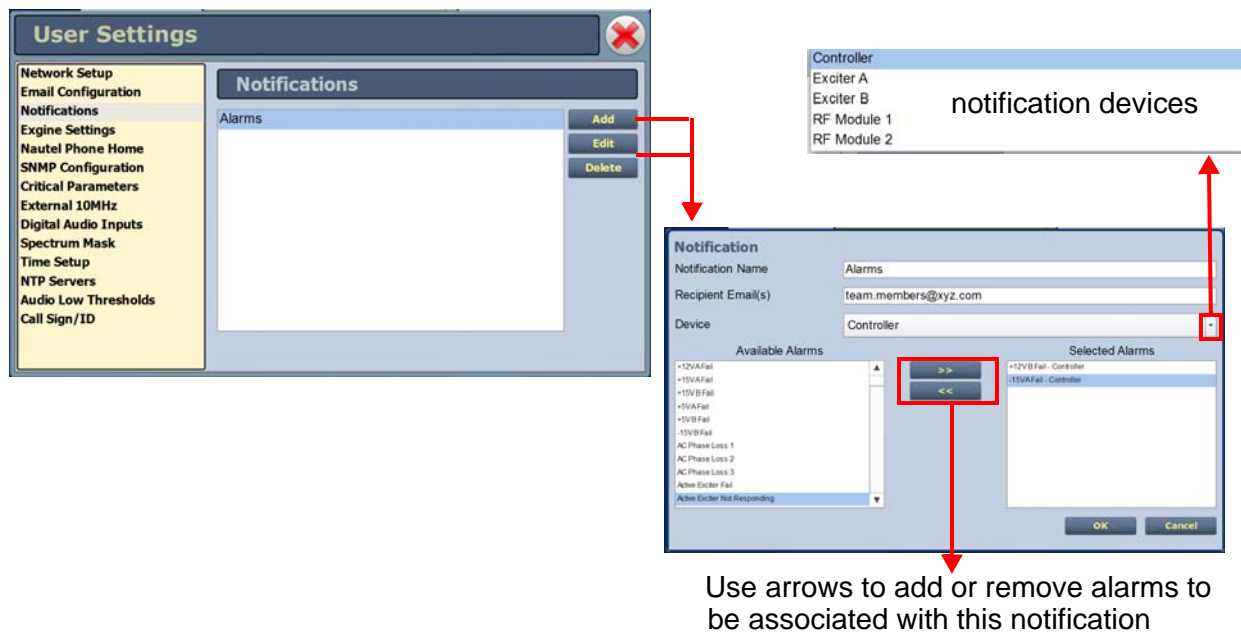 User Settings
Network Setup
Email Configuration
Notifications
Exgine Settings
Nautel Phone Home
SNMP Configuration
Critical Parameters
External 10MHz
Digital Audio Inputs
Spectrum Mask
Time Setup
NTP Servers
Audio Low Thresholds
Call Sign/ID
Notifications
Alarms
Add
Edit
Delete
Controller
Exciter A
Exciter B
RF Module 1
RF Module 2
notification devices
Notification
Notification Name
Alarms
Recipient Email(s)
team.members@xyz.com
Device
Controller
Available Alarms
+12VA Fail
+15VA Fail
+15VB Fail
+5VA Fail
+5VB Fail
-15VB Fail
AC Phase Loss 1
AC Phase Loss 2
AC Phase Loss 3
Active Exciter Fail
Active Exciter Not Responding
>>
<<
Selected Alarms
+12VB Fail - Controller
-15VA Fail - Controller
OK
Cancel
Use arrows to add or remove alarms to
be associated with this notification